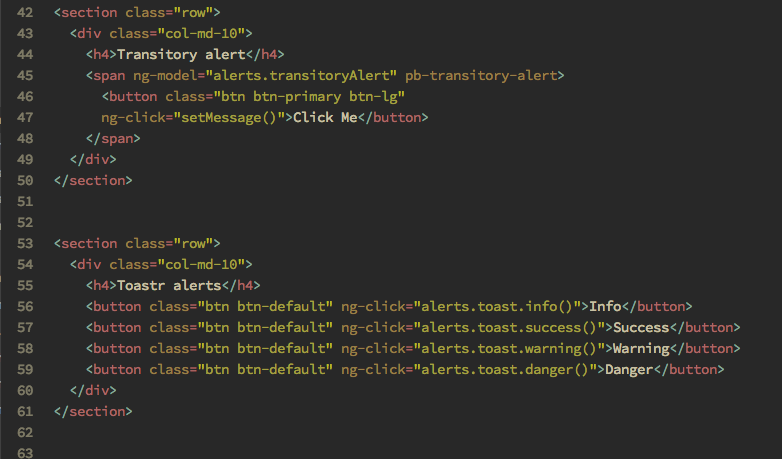 42 <section class="row">
43   <div class="col-md-10">
44     <h4>Transitory alert</h4>
45     <span ng-model="alerts.transitoryAlert" pb-transitory-alert>
46       <button class="btn btn-primary btn-lg"
47       ng-click="setMessage()">Click Me</button>
48     </span>
49   </div>
50 </section>
51
52
53 <section class="row">
54   <div class="col-md-10">
55     <h4>Toastr alerts</h4>
56     <button class="btn btn-default" ng-click="alerts.toast.info()">Info</button>
57     <button class="btn btn-default" ng-click="alerts.toast.success()">Success</button>
58     <button class="btn btn-default" ng-click="alerts.toast.warning()">Warning</button>
59     <button class="btn btn-default" ng-click="alerts.toast.danger()">Danger</button>
60   </div>
61 </section>
62
63